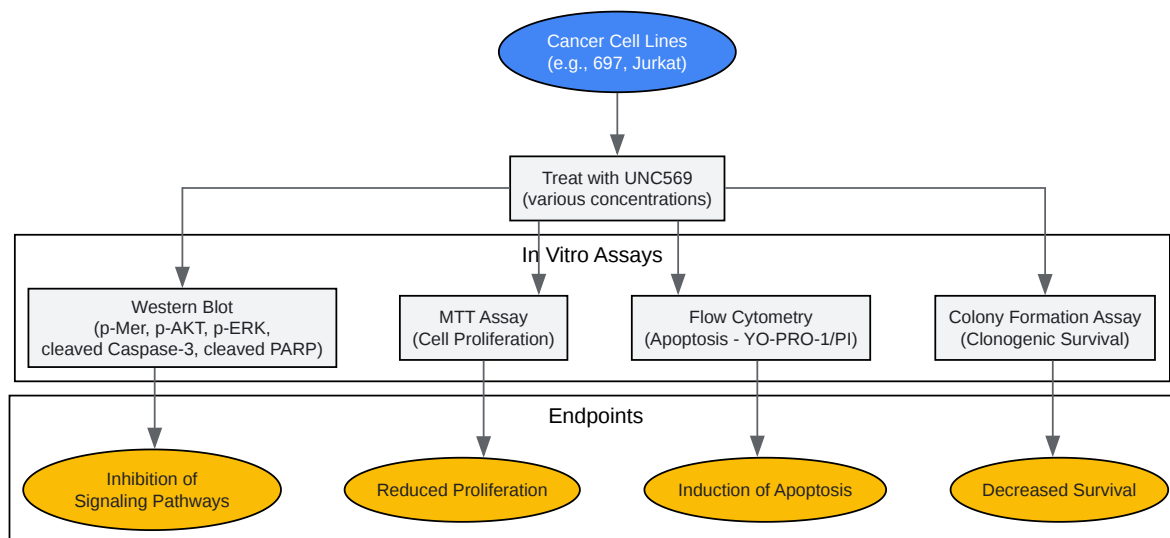 Cancer Cell Lines
(e.g., 697, Jurkat)
Treat with UNC569
(various concentrations)
In Vitro Assays
Western Blot
(p-Mer, p-AKT, p-ERK,
cleaved Caspase-3, cleaved PARP)
MTT Assay
(Cell Proliferation)
Flow Cytometry
(Apoptosis - YO-PRO-1/PI)
Colony Formation Assay
(Clonogenic Survival)
Endpoints
Inhibition of
Signaling Pathways
Reduced Proliferation
Induction of Apoptosis
Decreased Survival